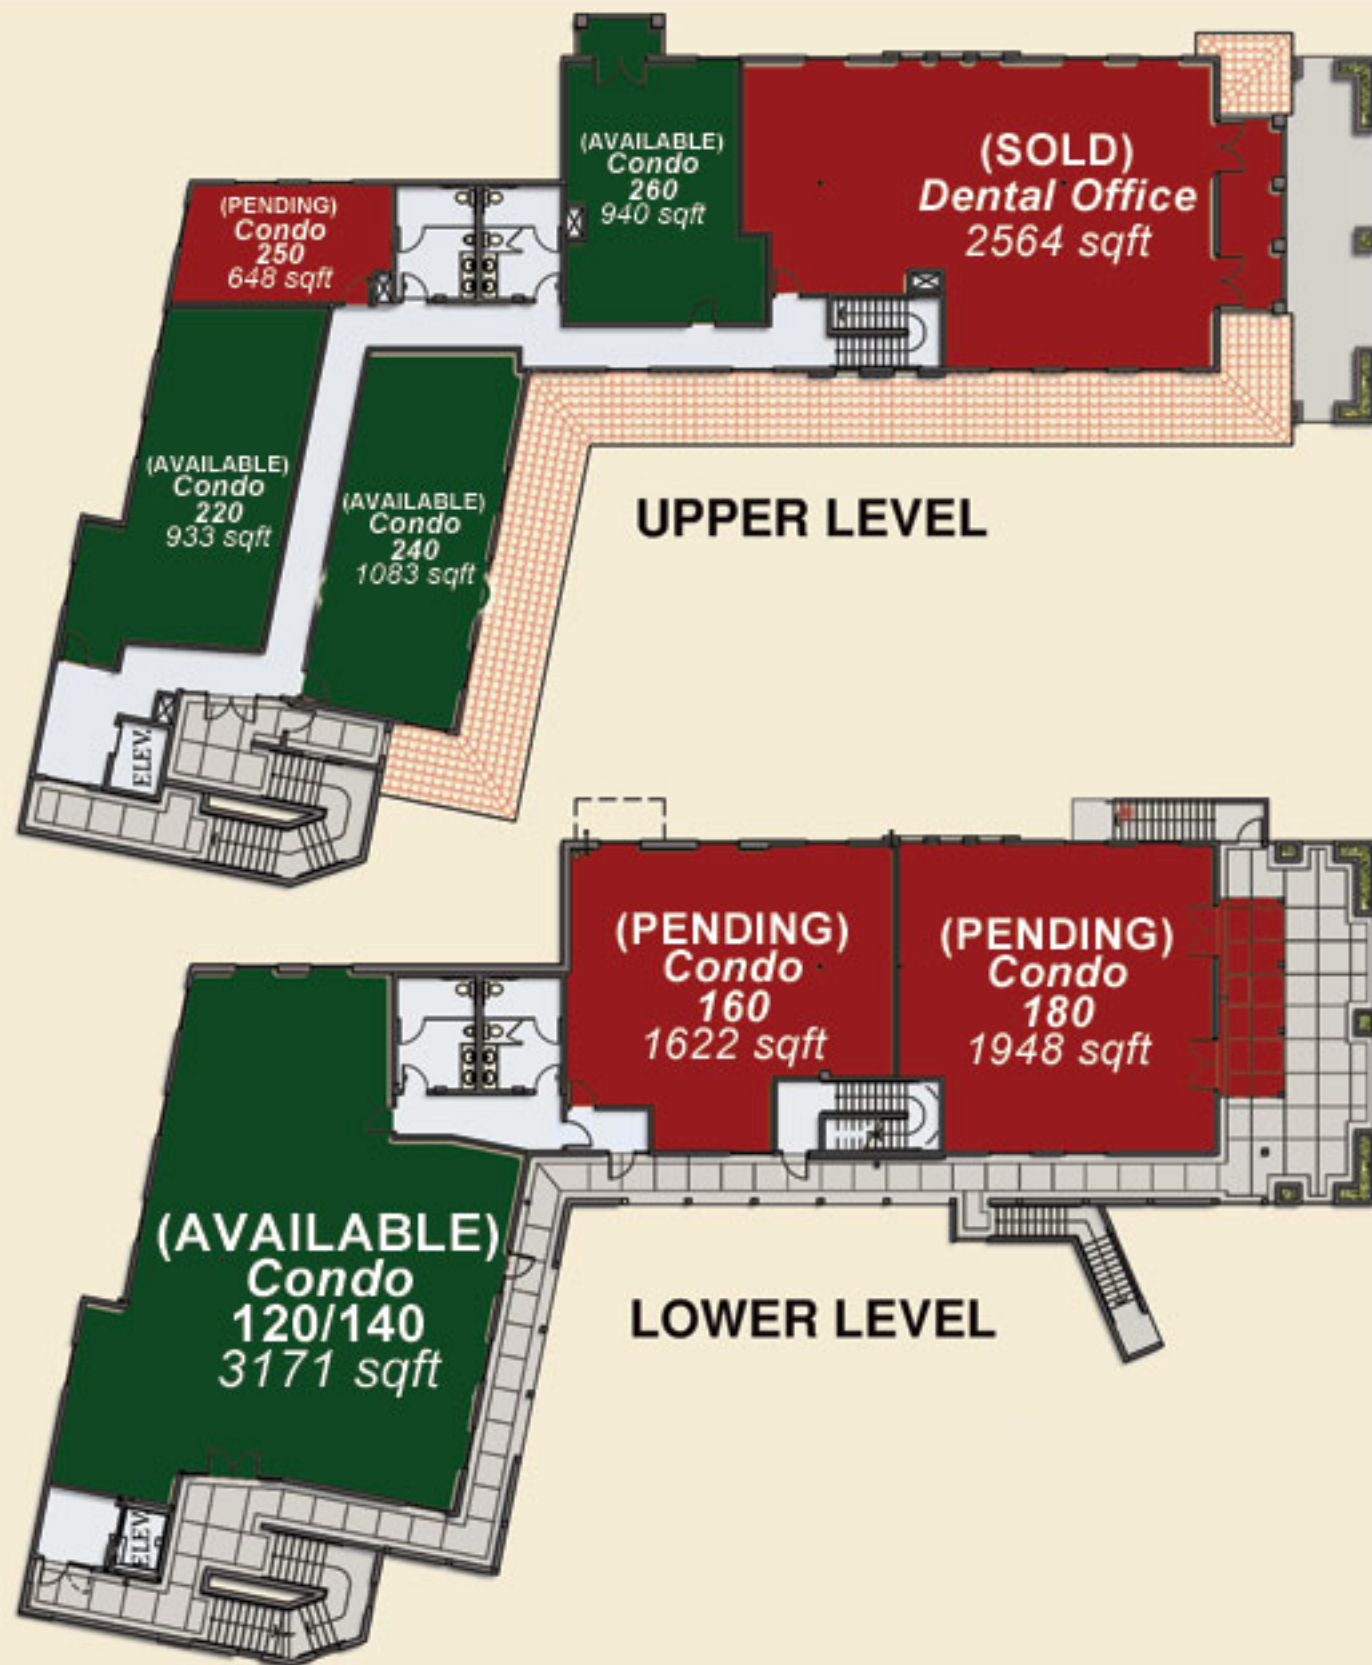 (AVAILABLE)
Condo
260
940 sqft
(SOLD)
Dental Office
2564 sqft
(PENDING)
Condo
250
648 sqft
(AVAILABLE)
Condo
220
933 sqft
(AVAILABLE)
Condo
240
1083 sqft
UPPER LEVEL
ELEV.
(PENDING)
Condo
160
1622 sqft
(PENDING)
Condo
180
1948 sqft
(AVAILABLE)
Condo
120/140
3171 sqft
LOWER LEVEL
ELEV.